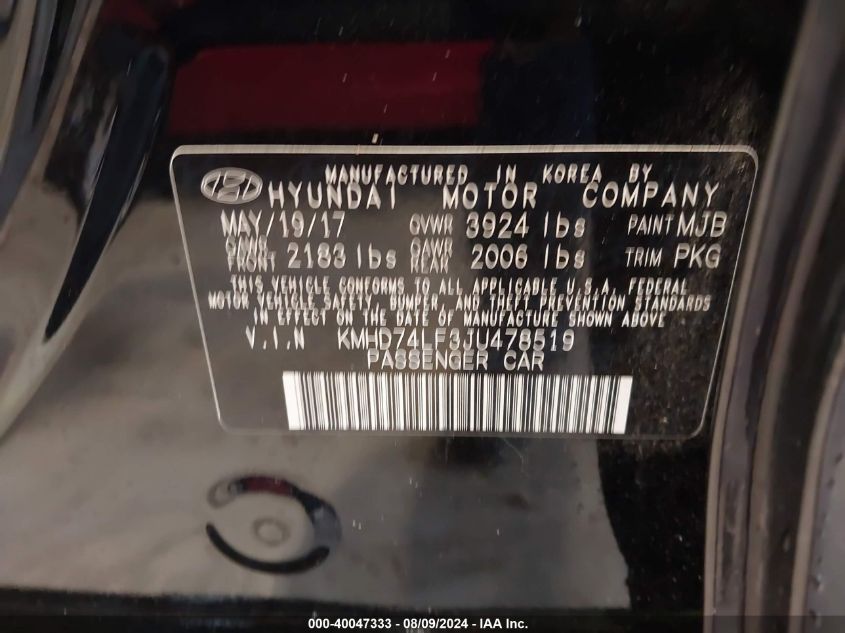 MANUFACTURED IN KOREA BY
HYUNDAI MOTOR COMPANY
MAY/19/17 GVWR 3924 lbs PAINT MJB
GAWR FRONT 2183 lbs GAWR REAR 2006 lbs TRIM PKG
THIS VEHICLE CONFORMS TO ALL APPLICABLE U.S.A. FEDERAL
MOTOR VEHICLE SAFETY, BUMPER, AND THEFT PREVENTION STANDARDS
IN EFFECT ON THE DATE OF MANUFACTURE SHOWN ABOVE
V.I.N KMHD74LF3JU478519
PASSENGER CAR
000-40047333 - 08/09/2024 - IAA Inc.